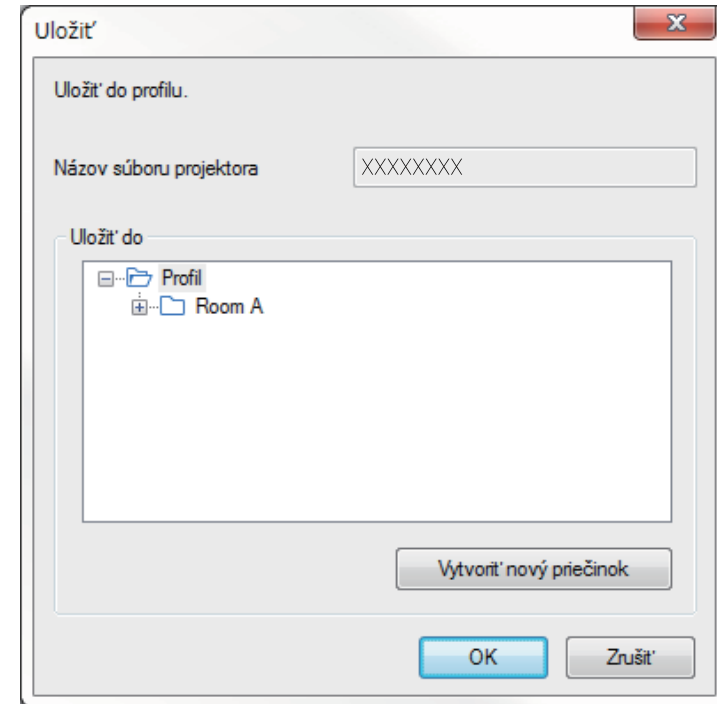 Uložiť
Uložiť do profilu.
Názov súboru projektora XXXXXXXX
Uložiť do
Profil
Room A
Vytvoriť nový priečinok
OK Zrušiť